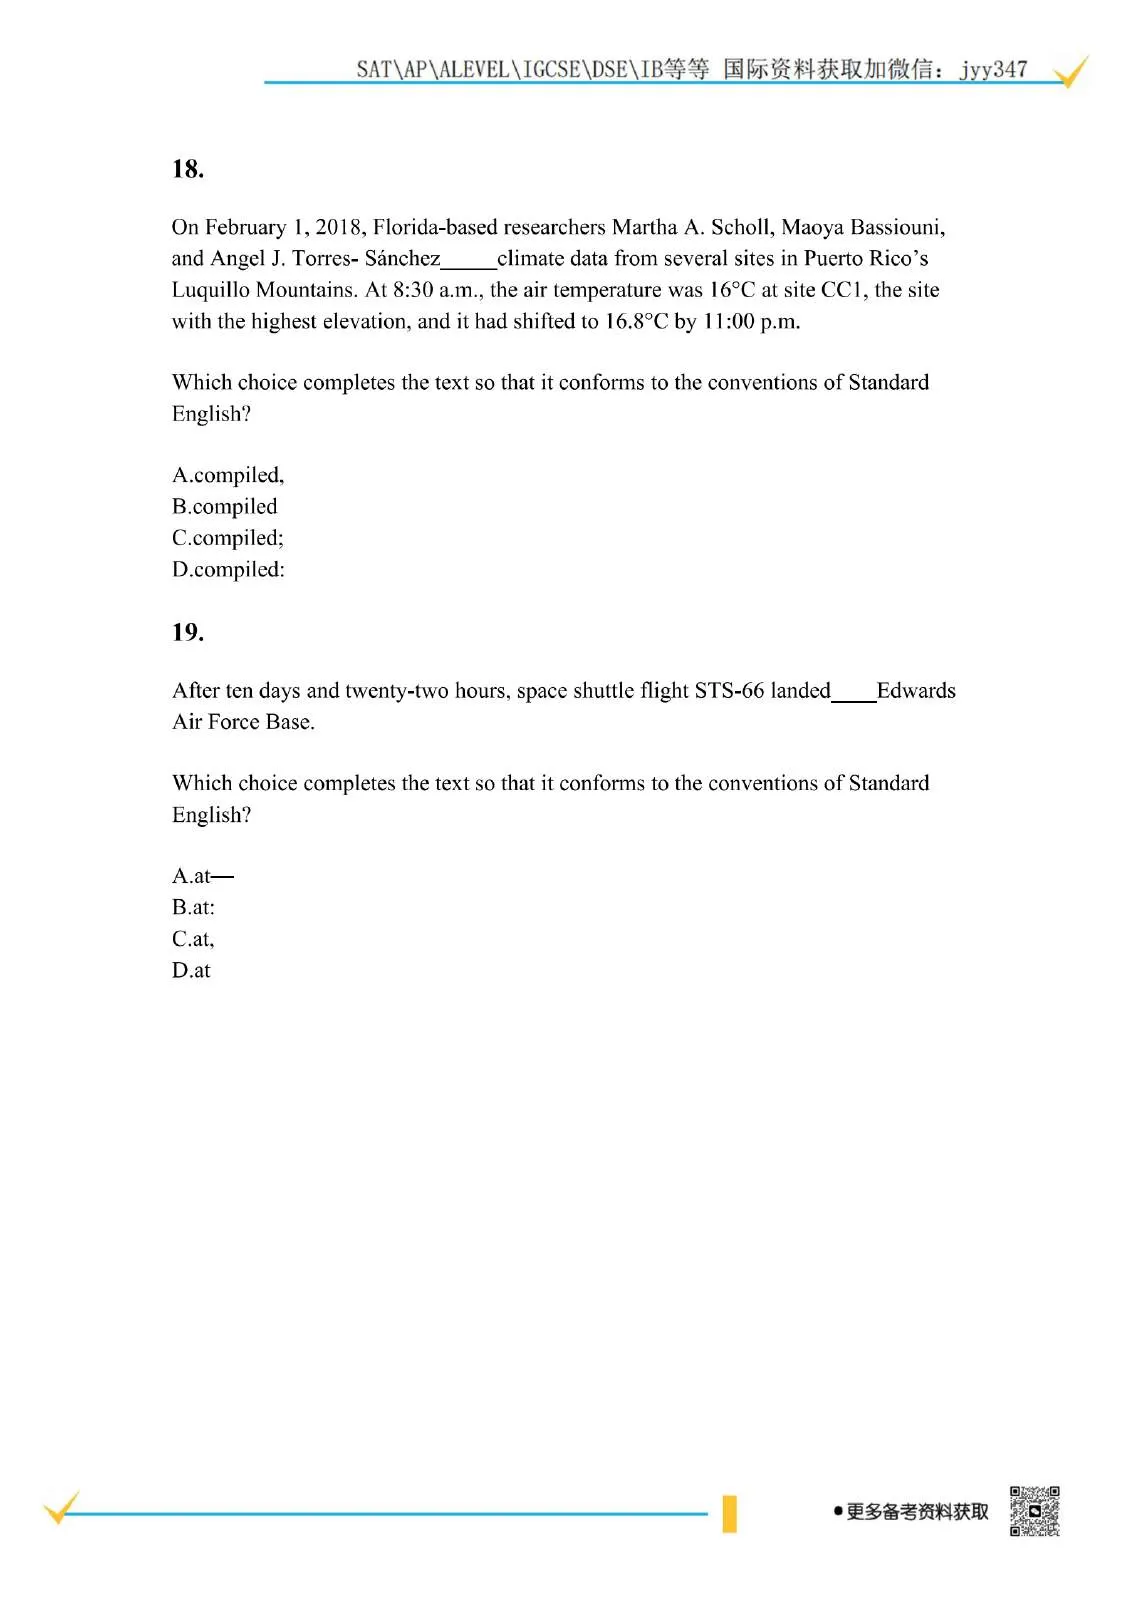 SAT\AP\ALEVEL\IGCSE\DSE\IB等等 国际资料获取加微信：jyy347
18.
On February 1, 2018, Florida-based researchers Martha A. Scholl, Maoya Bassiouni,
and Angel J. Torres- Sánchez_____climate data from several sites in Puerto Rico’s
Luquillo Mountains. At 8:30 a.m., the air temperature was 16°C at site CC1, the site
with the highest elevation, and it had shifted to 16.8°C by 11:00 p.m.
Which choice completes the text so that it conforms to the conventions of Standard
English?
A.compiled,
B.compiled
C.compiled;
D.compiled:
19.
After ten days and twenty-two hours, space shuttle flight STS-66 landed____Edwards
Air Force Base.
Which choice completes the text so that it conforms to the conventions of Standard
English?
A.at—
B.at:
C.at,
D.at
•更多备考资料获取